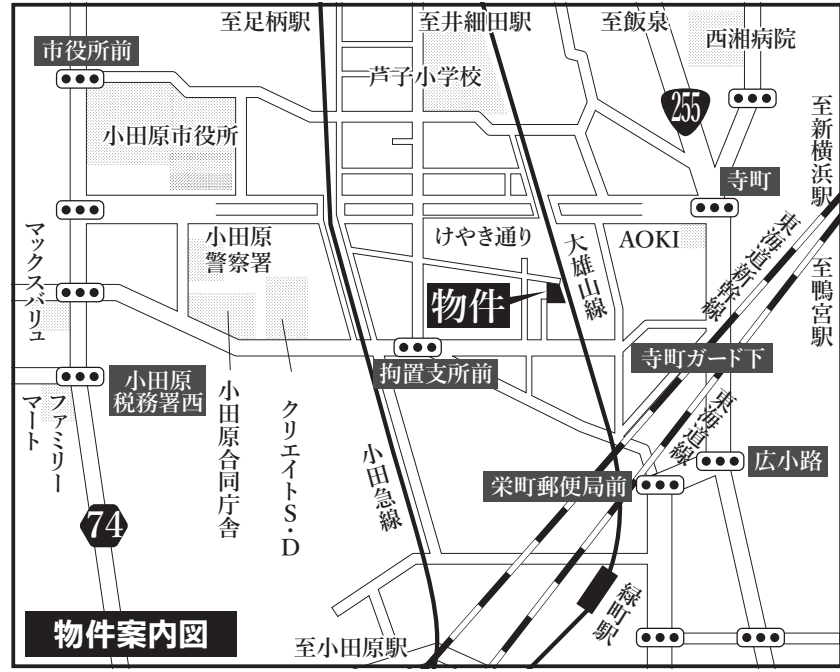 至足柄駅
至井細田駅
至飯泉
西湘病院
市役所前
芦子小学校
255
至新横浜駅
小田原市役所
寺町
マックスバリュ
小田原
警察署
けやき通り
大雄山線
AOKI
東海道新幹線
至鴨宮駅
物件
寺町ガード下
拘置支所前
小田原
税務署西
ファミリー
マート
小田原合同庁舎
クリエイトS・D
小田急線
東海道線
広小路
栄町郵便局前
74
緑町駅
物件案内図
至小田原駅